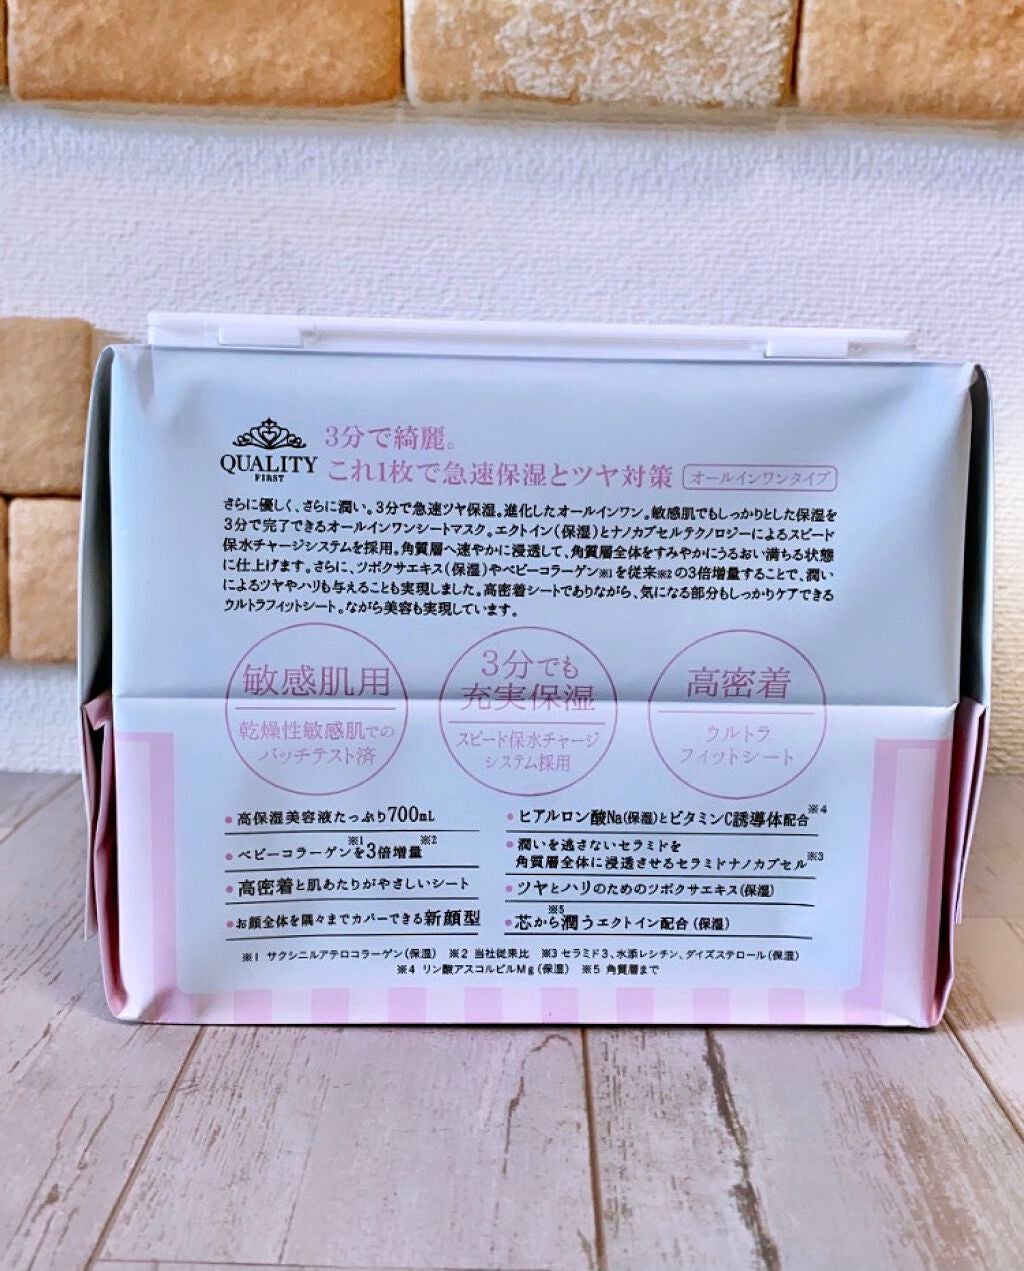 QUALITY
FIRST
3分で綺麗。
これ1枚で急速保湿とツヤ対策 オールインワンタイプ
さらに優しく、さらに潤い。3分で急速ツヤ保湿。進化したオールインワン。敏感肌でもしっかりとした保湿を
3分で完了できるオールインワンシートマスク。エクトイン(保湿)とナノカプセルテクノロジーによるスピード
保水チャージシステムを採用。角質層へ速やかに浸透して、角質層全体をすみやかにうるおい満ちる状態
に仕上げます。さらに、ツボクサエキス(保湿)やベビーコラーゲン※1を従来※2の3倍増量することで、潤い
によるツヤやハリも与えることも実現しました。高密着シートでありながら、気になる部分もしっかりケアできる
ウルトラフィットシート。ながら美容も実現しています。
敏感肌用
乾燥性敏感肌での
パッチテスト済
3分でも
充実保湿
スピード保水チャージ
システム採用
高密着
ウルトラ
フィットシート
●高保湿美容液たっぷり700mL
●ベビーコラーゲン※1を3倍増量※2
●高密着と肌あたりがやさしいシート
●お顔全体を隅々までカバーできる新顔型
●ヒアルロン酸Na(保湿)とビタミンC誘導体配合※4
●潤いを逃さないセラミドを
角質層全体に浸透させるセラミドナノカプセル※3
●ツヤとハリのためのツボクサエキス(保湿)
●芯から※5潤うエクトイン配合(保湿)
※1 サクシニルアテロコラーゲン(保湿) ※2 当社従来比 ※3 セラミド3、水添レシチン、ダイズステロール(保湿)
※4 リン酸アスコルビルMg(保湿) ※5 角質層まで